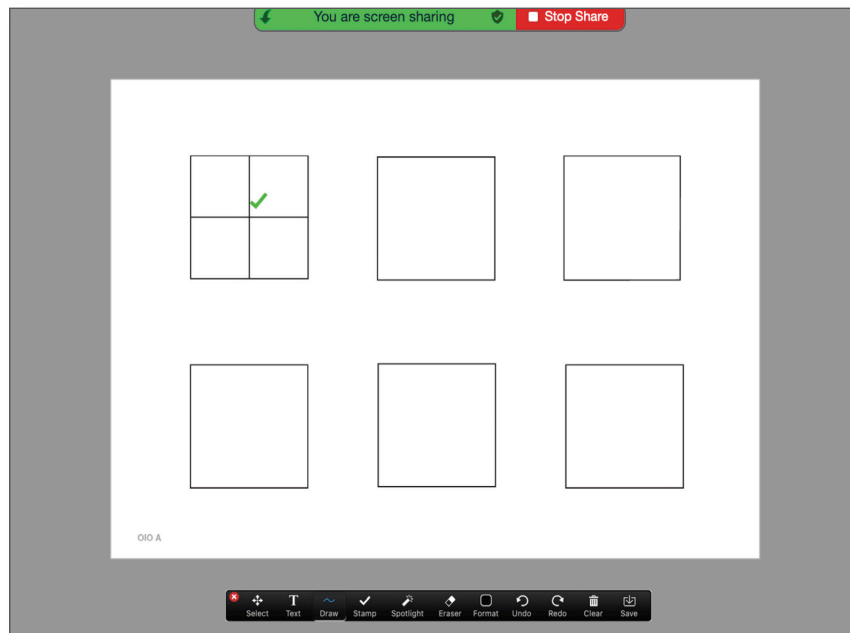 You are screen sharing Stop Share
OIO A
Select Text Draw Stamp Spotlight Eraser Format Undo Redo Clear Save